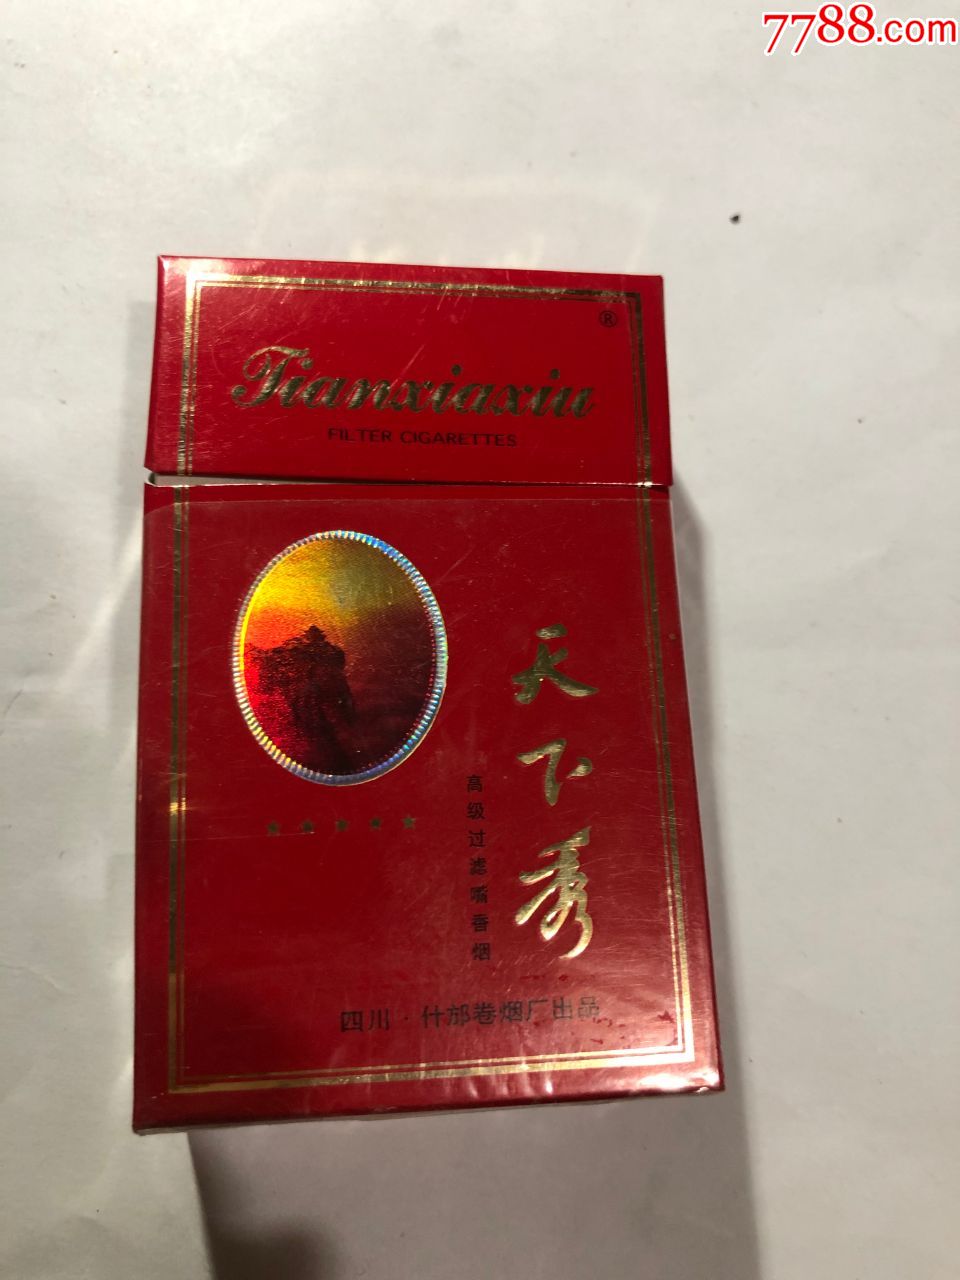 7788.com
®
Tianxiaxiu
FILTER CIGARETTES
天下秀
高级过滤嘴香烟
四川·什邡卷烟厂出品